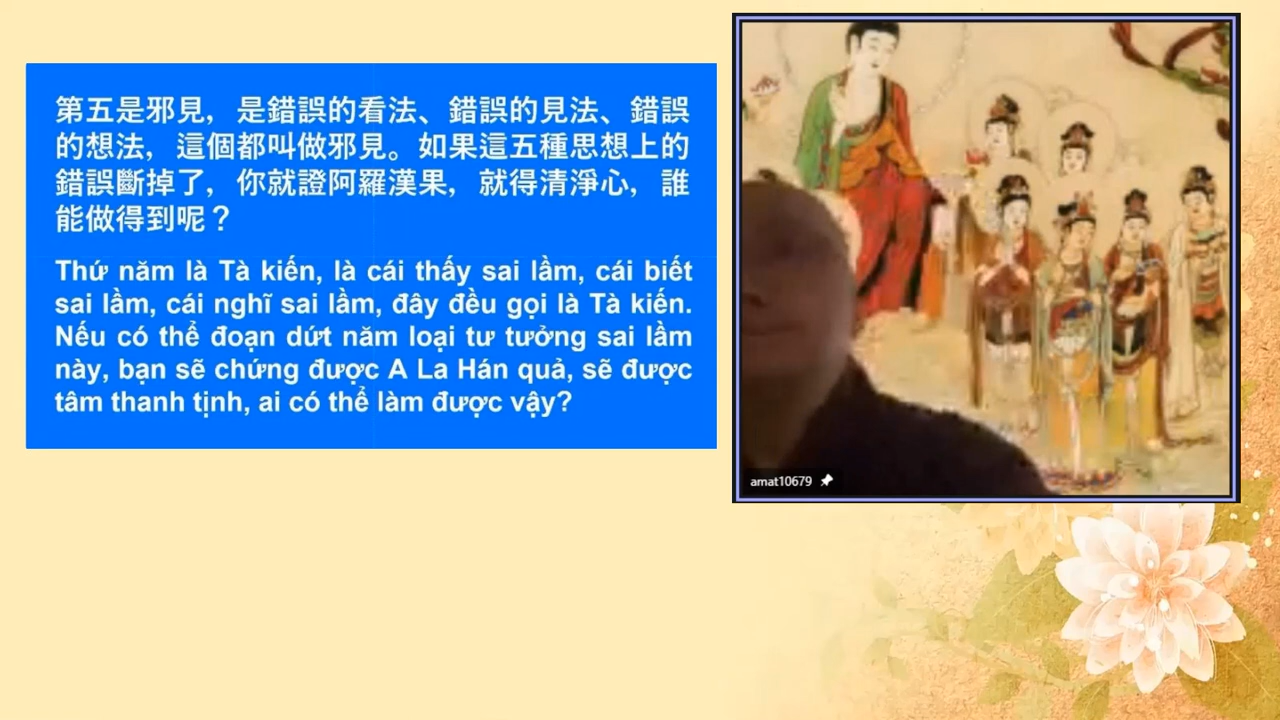 第五是邪見，是錯誤的看法、錯誤的見法、錯誤
的想法，這個都叫做邪見。如果這五種思想上的
錯誤斷掉了，你就證阿羅漢果，就得清淨心，誰
能做得到呢？
Thứ năm là Tà kiến, là cái thấy sai lầm, cái biết
sai lầm, cái nghĩ sai lầm, đây đều gọi là Tà kiến.
Nếu có thể đoạn dứt năm loại tư tưởng sai lầm
này, bạn sẽ chứng được A La Hán quả, sẽ được
tâm thanh tịnh, ai có thể làm được vậy?
amat10679